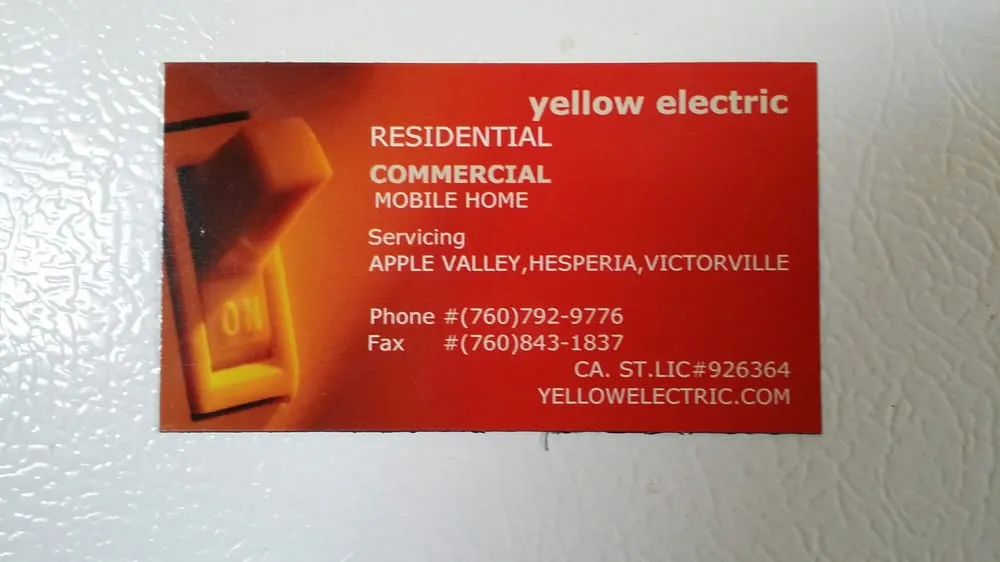 yellow electric
RESIDENTIAL
COMMERCIAL
MOBILE HOME
Servicing
APPLE VALLEY,HESPERIA,VICTORVILLE
Phone #(760)792-9776
Fax #(760)843-1837
CA. ST.LIC#926364
YELLOWELECTRIC.COM
ON